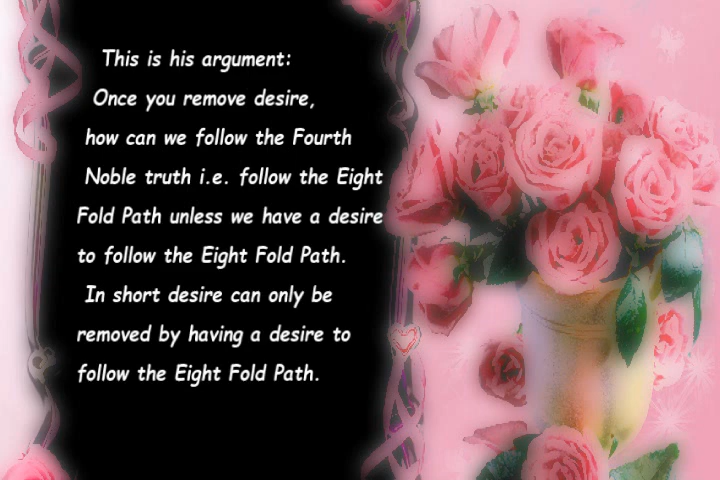 This is his argument:
Once you remove desire,
how can we follow the Fourth
Noble truth i.e. follow the Eight
Fold Path unless we have a desire
to follow the Eight Fold Path.
In short desire can only be
removed by having a desire to
follow the Eight Fold Path.